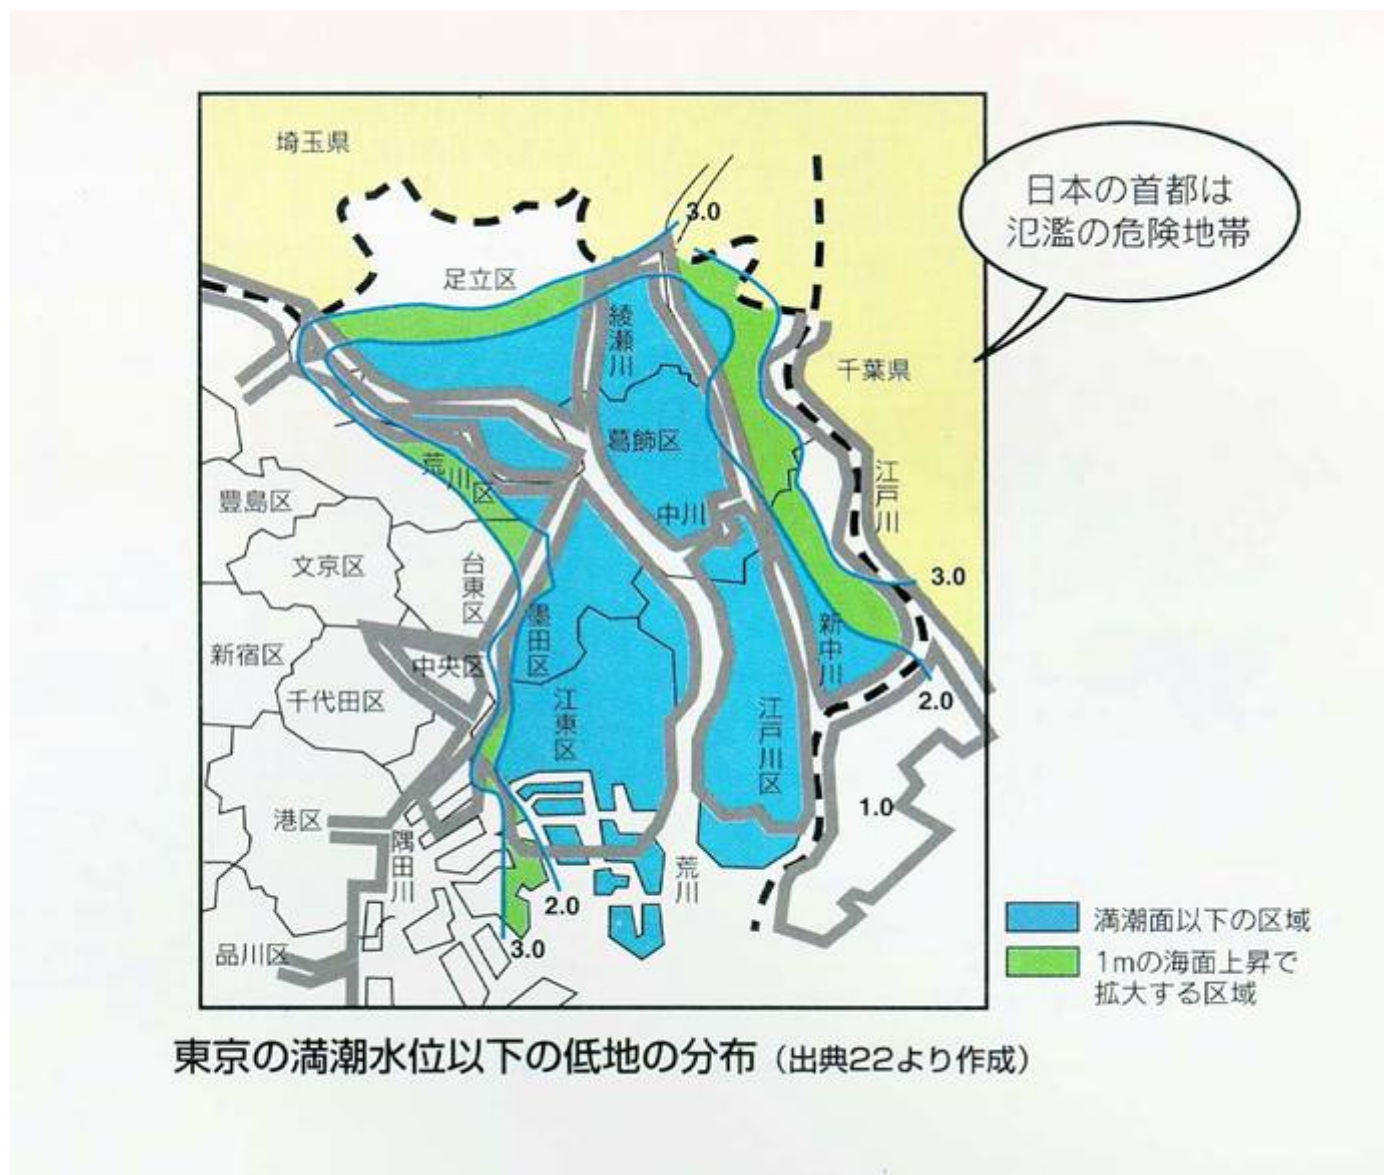 埼玉県
日本の首都は
氾濫の危険地帯
3.0
足立区
綾瀬川
千葉県
葛飾区
荒川区
江戸川
豊島区
中川
文京区
台東区
3.0
墨田区
新中川
新宿区
中央区
千代田区
2.0
江東区
江戸川区
1.0
港区
隅田川
荒川
2.0
3.0
品川区
満潮面以下の区域
1mの海面上昇で
拡大する区域
東京の満潮水位以下の低地の分布（出典22より作成）